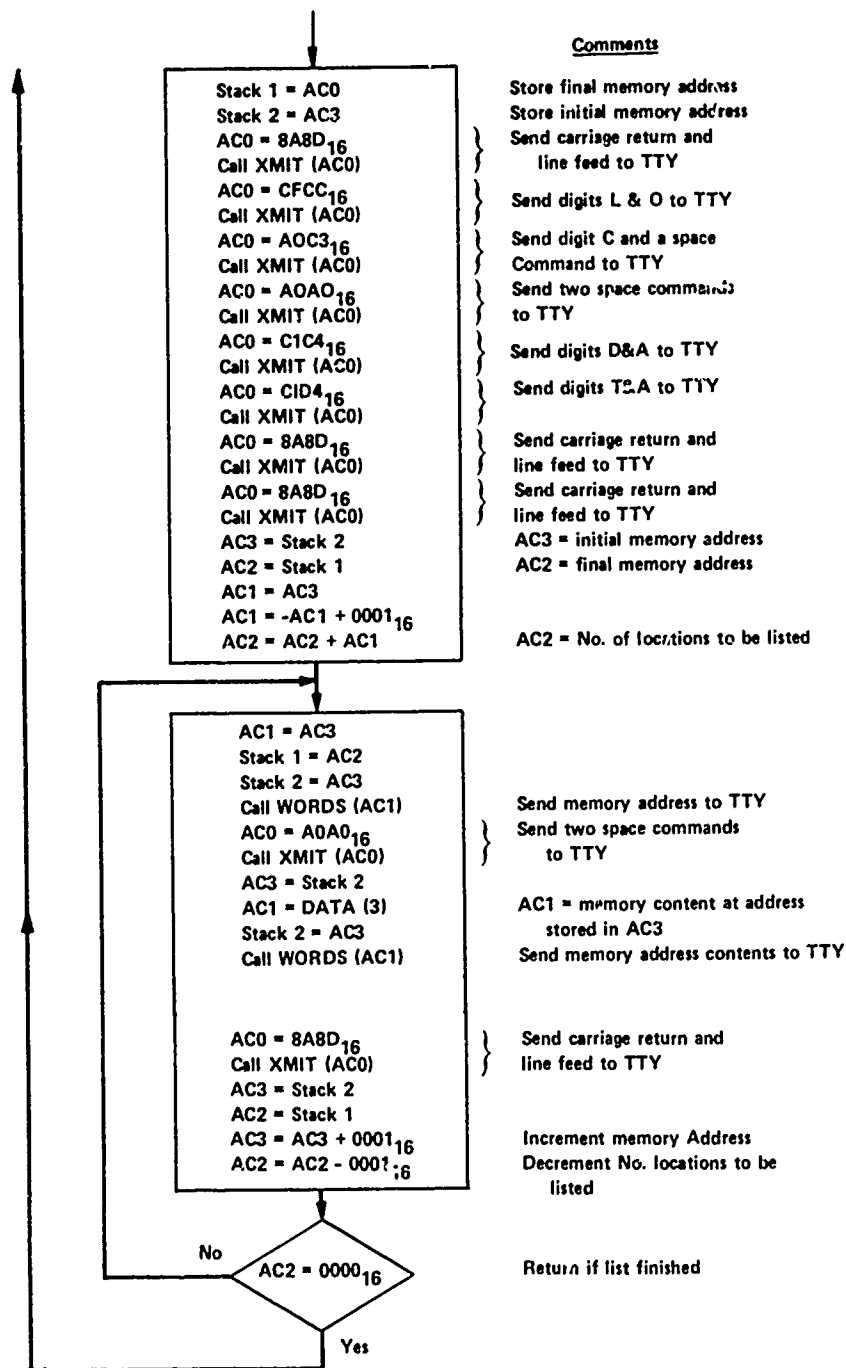 Comments
Stack 1 = AC0 Store final memory address
Stack 2 = AC3 Store initial memory address
AC0 = 8A8D16 Send carriage return and
Call XMIT (AC0) line feed to TTY
AC0 = CFCC16 Send digits L & O to TTY
Call XMIT (AC0)
AC0 = AOC316 Send digit C and a space
Call XMIT (AC0) Command to TTY
AC0 = AOAO16 Send two space commands
Call XMIT (AC0) to TTY
AC0 = C1C416 Send digits D&A to TTY
Call XMIT (AC0)
AC0 = CID416 Send digits T&A to TTY
Call XMIT (AC0)
AC0 = 8A8D16 Send carriage return and
Call XMIT (AC0) line feed to TTY
AC0 = 8A8D16 Send carriage return and
Call XMIT (AC0) line feed to TTY
AC3 = Stack 2 AC3 = initial memory address
AC2 = Stack 1 AC2 = final memory address
AC1 = AC3
AC1 = -AC1 + 000116
AC2 = AC2 + AC1 AC2 = No. of locations to be listed
AC1 = AC3
Stack 1 = AC2
Stack 2 = AC3
Call WORDS (AC1) Send memory address to TTY
AC0 = A0A016 Send two space commands
Call XMIT (AC0) to TTY
AC3 = Stack 2
AC1 = DATA (3) AC1 = memory content at address
stored in AC3
Stack 2 = AC3
Call WORDS (AC1) Send memory address contents to TTY
AC0 = 8A8D16 Send carriage return and
Call XMIT (AC0) line feed to TTY
AC3 = Stack 2
AC2 = Stack 1
AC3 = AC3 + 000116 Increment memory Address
AC2 = AC2 - 000116 Decrement No. locations to be
listed
No
AC2 = 000016 Return if list finished
Yes